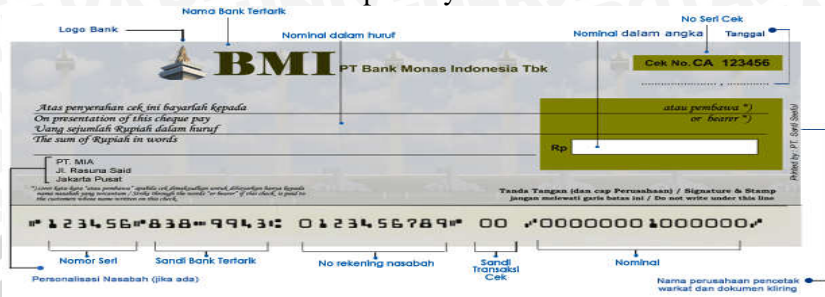 Nama Bank Tertarik
No Seri Cek
Logo Bank
Nominal dalam huruf
Nominal dalam angka
Tanggal
BMI PT Bank Monas Indonesia Tbk
Cek No. CA 123456
Atas penyerahan cek ini bayarlah kepada
atau pembawa *)
On presentation of this cheque pay
or bearer *)
Uang sejumlah Rupiah dalam huruf
The sum of Rupiah in words
Rp
PT. MIA
Jl. Rasuna Said
Jakarta Pusat
Tanda Tangan (dan cap Perusahaan) / Signature & Stamp
jangan melewati garis batas ini / Do not write under this line
Printed by : PT.
123456 838 9943 0123456789 00 0000001000000
Nomor Seri
Sandi Bank Tertarik
No rekening nasabah
Sandi
Transaksi
Cek
Nominal
Personalisasi Nasabah (jika ada)
Nama perusahaan pencetak
warkat dan dokumen kliring